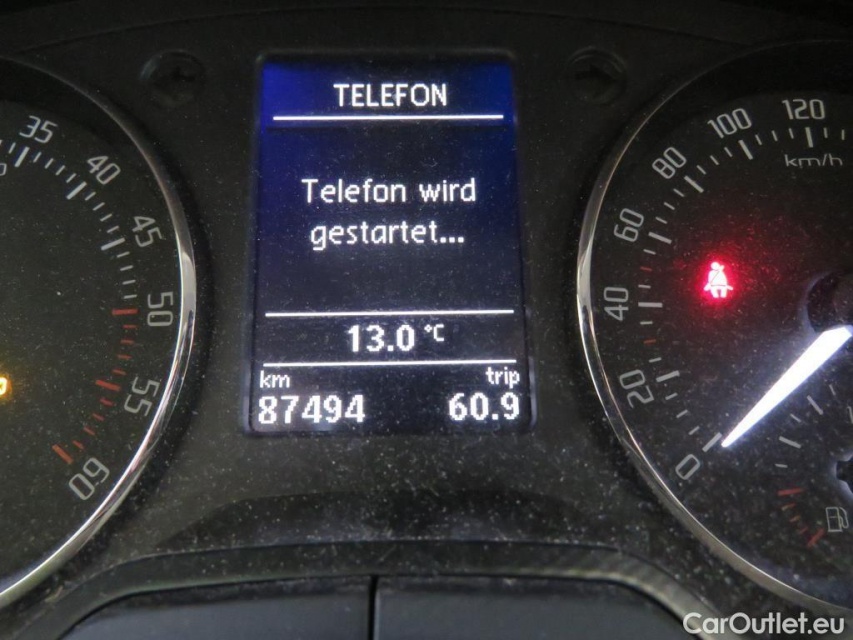 TELEFON
Telefon wird
gestartet...
13.0 °C
km trip
87494 60.9
35
40
45
50
55
60
0
20
40
60
80
100
120
km/h
CarOutlet.eu